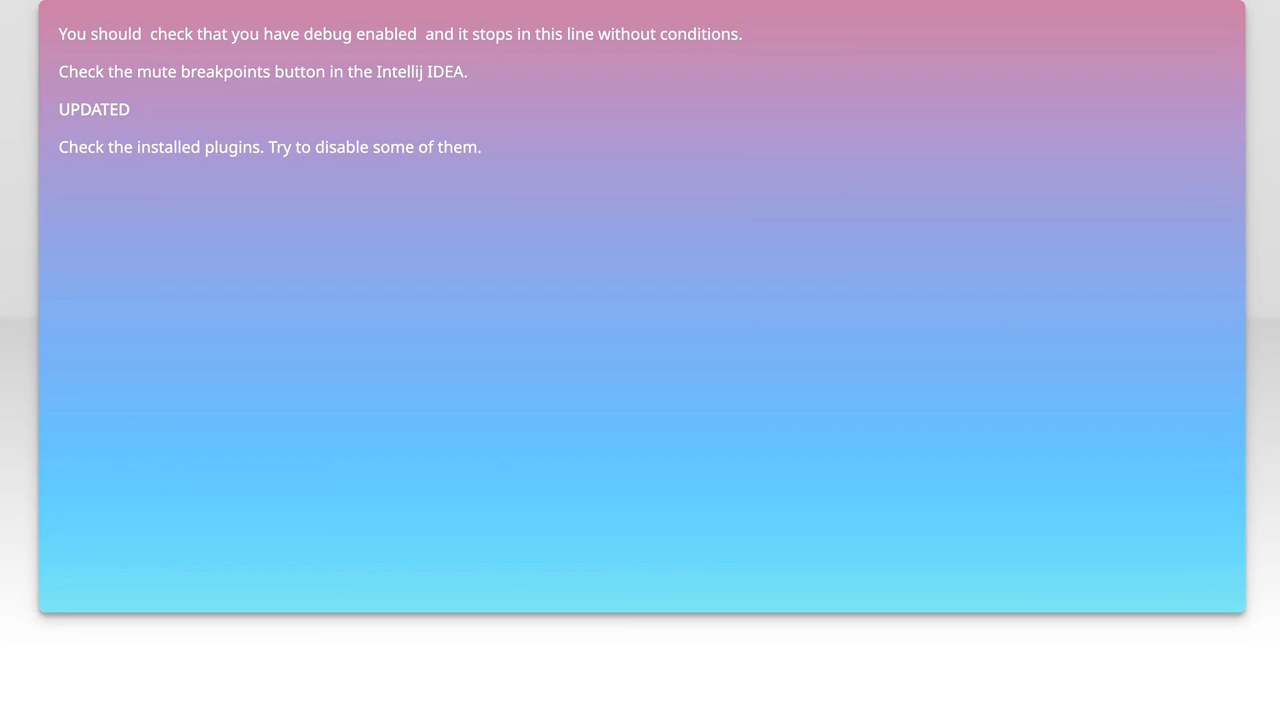 You should  check that you have debug enabled  and it stops in this line without conditions.
Check the mute breakpoints button in the Intellij IDEA.
UPDATED
Check the installed plugins. Try to disable some of them.